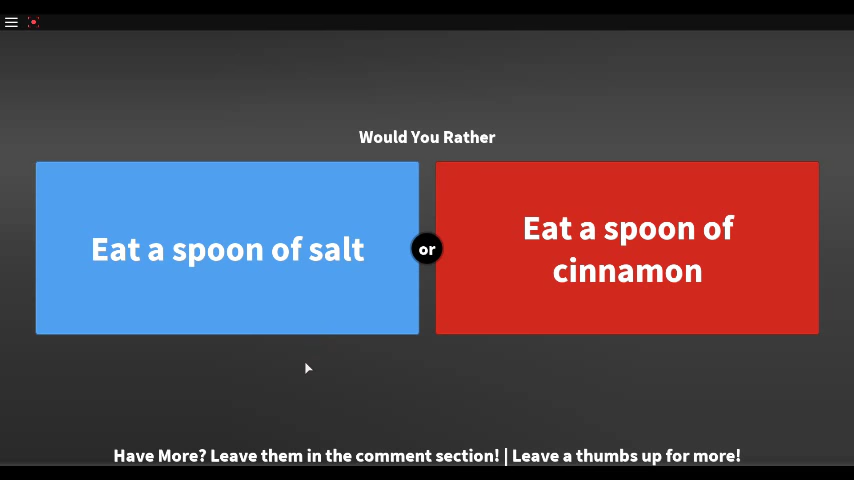 Would You Rather
Eat a spoon of salt
or
Eat a spoon of
cinnamon
Have More? Leave them in the comment section! | Leave a thumbs up for more!